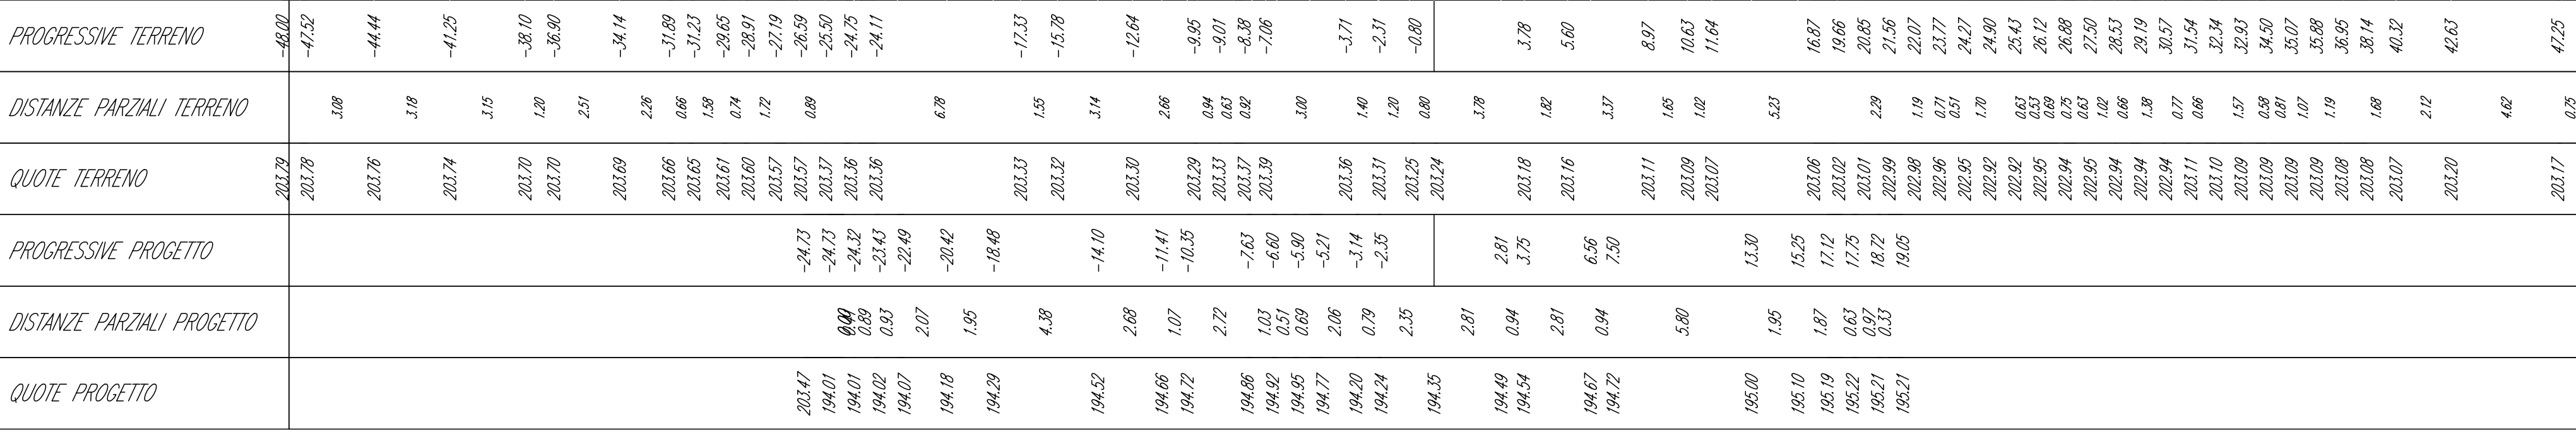 PROGRESSIVE TERRENO -48.00 -47.52 -44.44 -41.25 -38.10 -36.90 -34.14 -31.89 -31.23 -29.65 -28.91 -27.19 -26.59 -25.50 -24.75 -24.11 -17.33 -15.78 -12.64 -9.95 -9.01 -8.38 -7.06 -3.71 -2.31 -0.80 3.78 5.60 8.97 10.63 11.64 16.87 19.66 20.85 21.56 22.07 23.77 24.27 24.90 25.43 26.12 26.88 27.50 28.53 29.19 30.57 31.54 32.34 32.93 34.50 35.07 35.88 36.95 38.14 40.32 42.63 47.25
DISTANZE PARZIALI TERRENO 3.08 3.18 3.15 1.20 2.51 2.26 0.66 1.58 0.74 1.72 0.89 6.78 1.55 3.14 2.66 0.94 0.63 0.92 3.00 1.40 1.20 0.80 3.78 1.82 3.37 1.65 1.02 5.23 2.29 1.19 0.71 0.51 1.70 0.63 0.53 0.69 0.75 0.63 1.02 0.66 1.38 0.77 0.66 1.57 0.58 0.81 1.07 1.19 1.68 2.12 4.62 0.75
QUOTE TERRENO 203.79 203.78 203.76 203.74 203.70 203.70 203.69 203.66 203.65 203.61 203.60 203.57 203.57 203.37 203.36 203.36 203.33 203.32 203.30 203.29 203.33 203.37 203.39 203.36 203.31 203.25 203.24 203.18 203.16 203.11 203.09 203.07 203.06 203.02 203.01 202.99 202.98 202.96 202.95 202.92 202.92 202.95 202.94 202.95 202.94 202.94 202.94 203.11 203.10 203.09 203.09 203.09 203.09 203.08 203.08 203.07 203.20 203.17
PROGRESSIVE PROGETTO -24.73 -24.73 -24.32 -23.43 -22.49 -20.42 -18.48 -14.10 -11.41 -10.35 -7.63 -6.60 -5.90 -5.21 -3.14 -2.35 2.81 3.75 6.56 7.50 13.30 15.25 17.12 17.75 18.72 19.05
DISTANZE PARZIALI PROGETTO 0.89 0.93 2.07 1.95 4.38 2.68 1.07 2.72 1.03 0.51 0.69 2.06 0.79 2.35 2.81 0.94 2.81 0.94 5.80 1.95 1.87 0.63 0.97 0.33
QUOTE PROGETTO 203.47 194.01 194.01 194.02 194.07 194.18 194.29 194.52 194.66 194.72 194.86 194.92 194.95 194.77 194.20 194.24 194.35 194.49 194.54 194.67 194.72 195.00 195.10 195.19 195.22 195.21 195.21